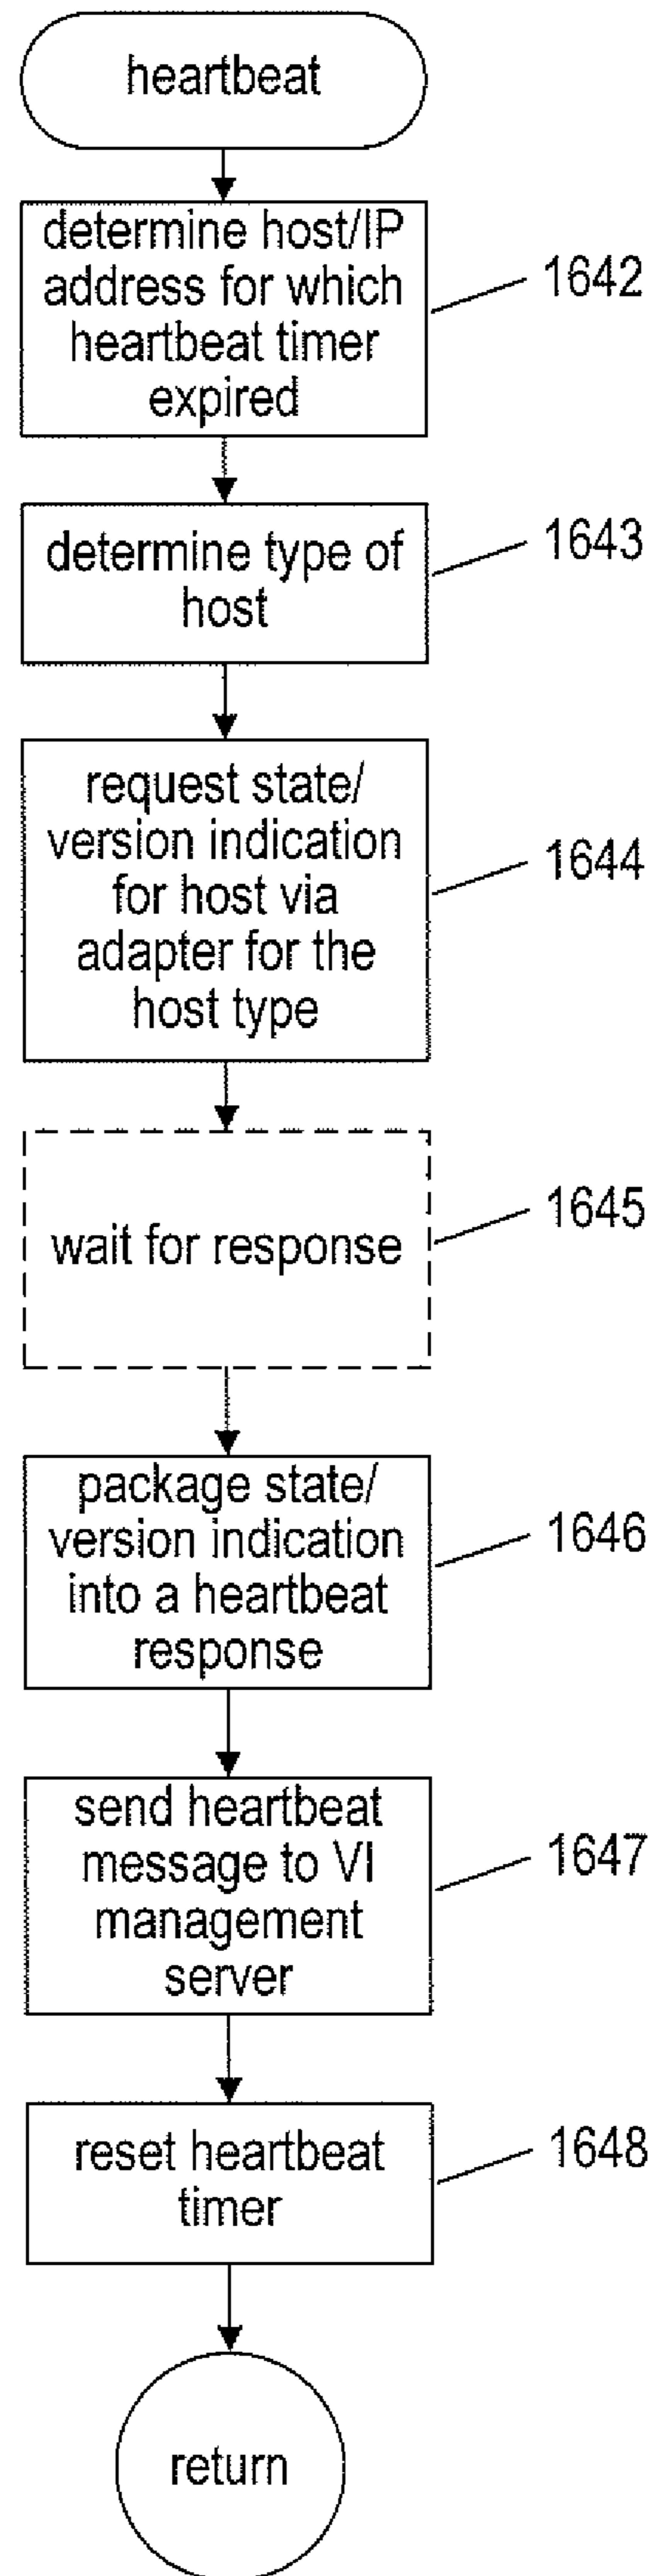 heartbeat
determine host/IP
address for which
heartbeat timer
expired
1642
determine type of
host
1643
request state/
version indication
for host via
adapter for the
host type
1644
wait for response
1645
package state/
version indication
into a heartbeat
response
1646
send heartbeat
message to VI
management
server
1647
reset heartbeat
timer
1648
return